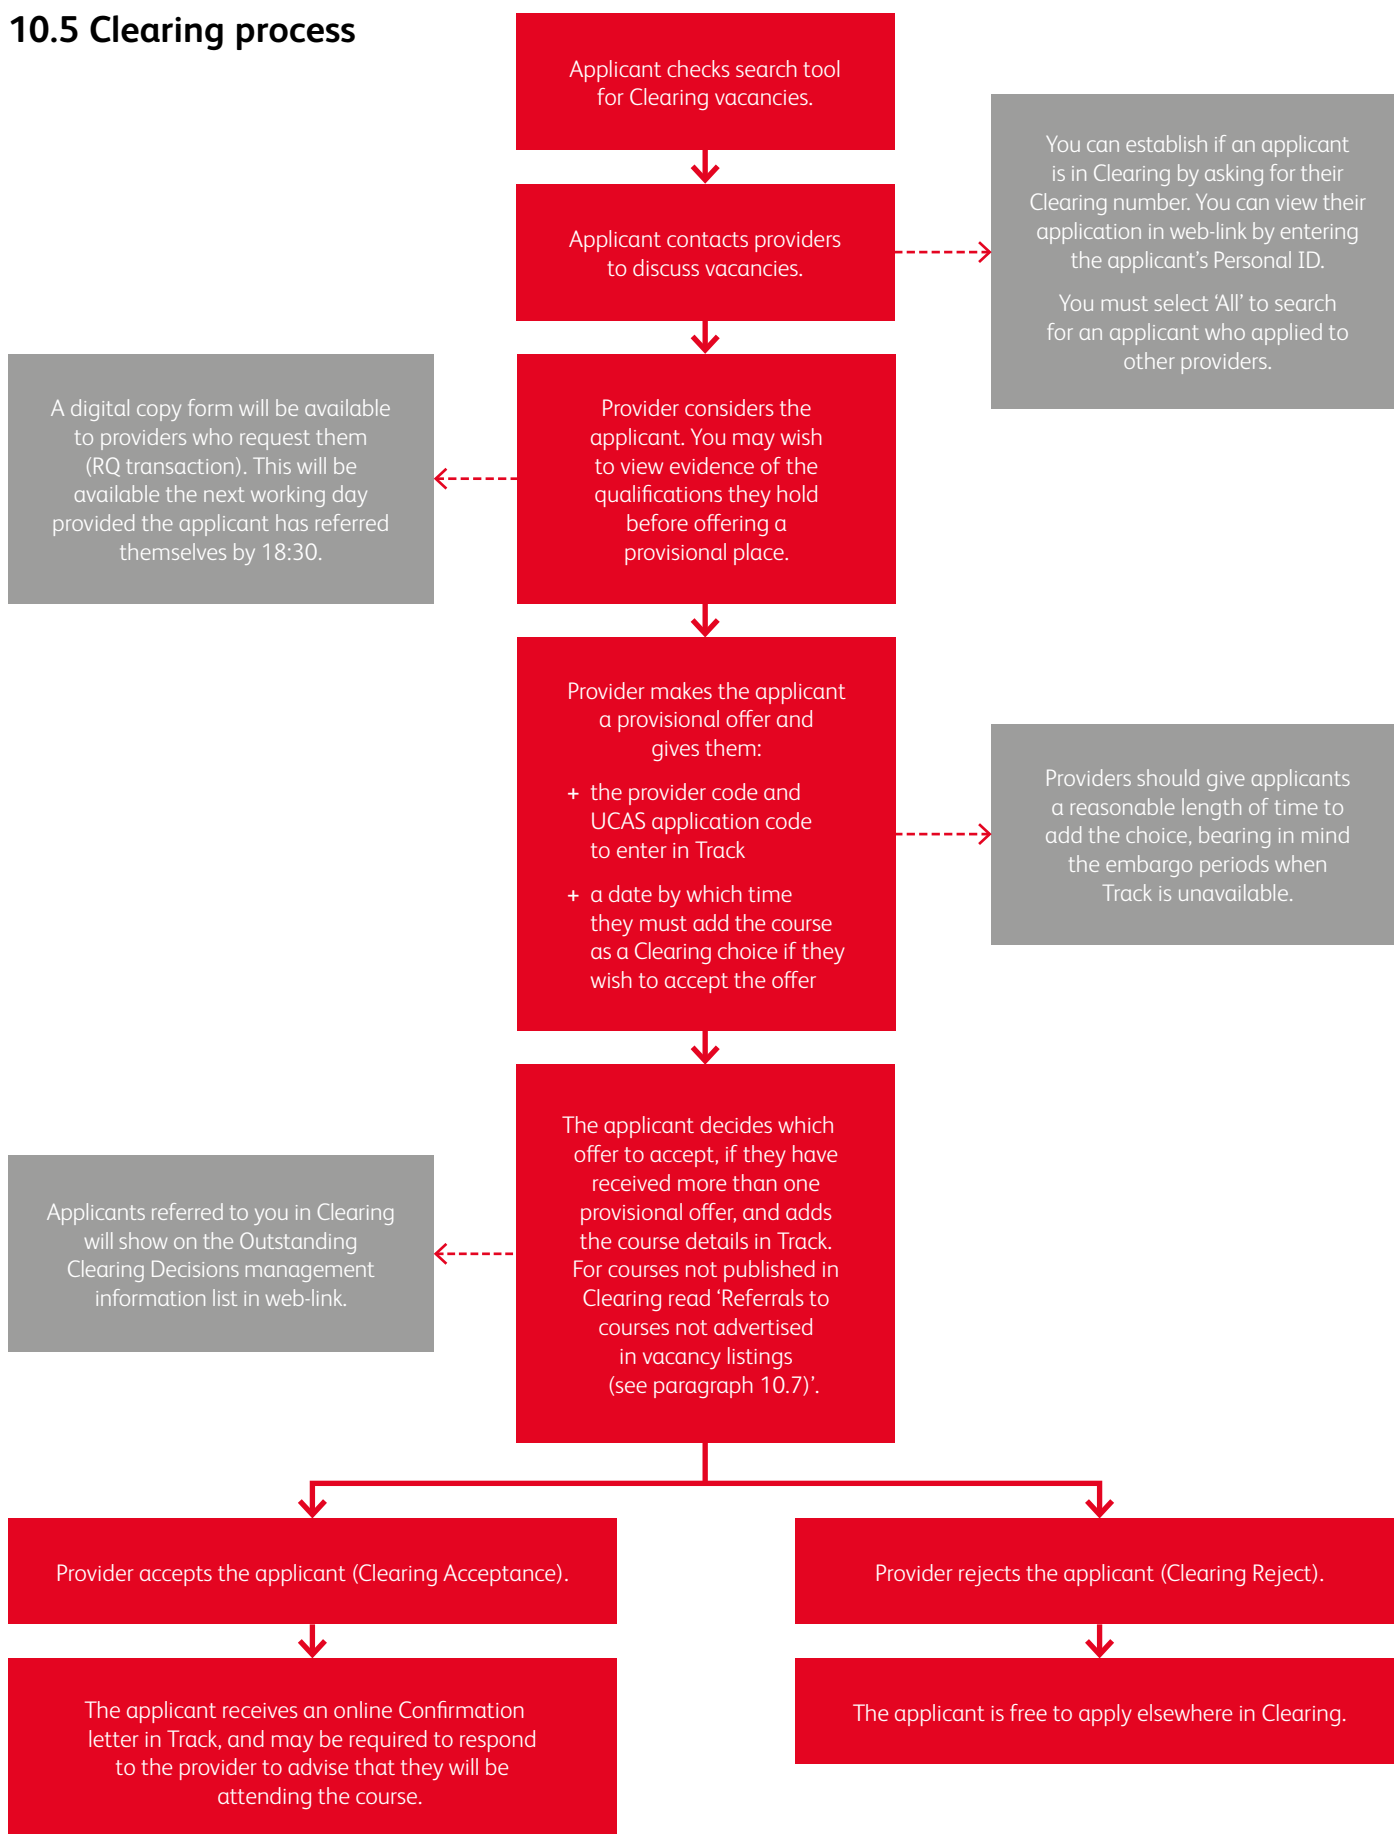 10.5 Clearing process
Applicant checks search tool
for Clearing vacancies.
Applicant contacts providers
to discuss vacancies.
You can establish if an applicant
is in Clearing by asking for their
Clearing number. You can view their
application in web-link by entering
the applicant’s Personal ID.
You must select ‘All’ to search
for an applicant who applied to
other providers.
Provider considers the
applicant. You may wish
to view evidence of the
qualifications they hold
before offering a
provisional place.
A digital copy form will be available
to providers who request them
(RQ transaction). This will be
available the next working day
provided the applicant has referred
themselves by 18:30.
Provider makes the applicant
a provisional offer and
gives them:
+ the provider code and
UCAS application code
to enter in Track
+ a date by which time
they must add the course
as a Clearing choice if they
wish to accept the offer
Providers should give applicants
a reasonable length of time to
add the choice, bearing in mind
the embargo periods when
Track is unavailable.
The applicant decides which
offer to accept, if they have
received more than one
provisional offer, and adds
the course details in Track.
For courses not published in
Clearing read ‘Referrals to
courses not advertised
in vacancy listings
(see paragraph 10.7)’.
Applicants referred to you in Clearing
will show on the Outstanding
Clearing Decisions management
information list in web-link.
Provider accepts the applicant (Clearing Acceptance).
The applicant receives an online Confirmation
letter in Track, and may be required to respond
to the provider to advise that they will be
attending the course.
Provider rejects the applicant (Clearing Reject).
The applicant is free to apply elsewhere in Clearing.